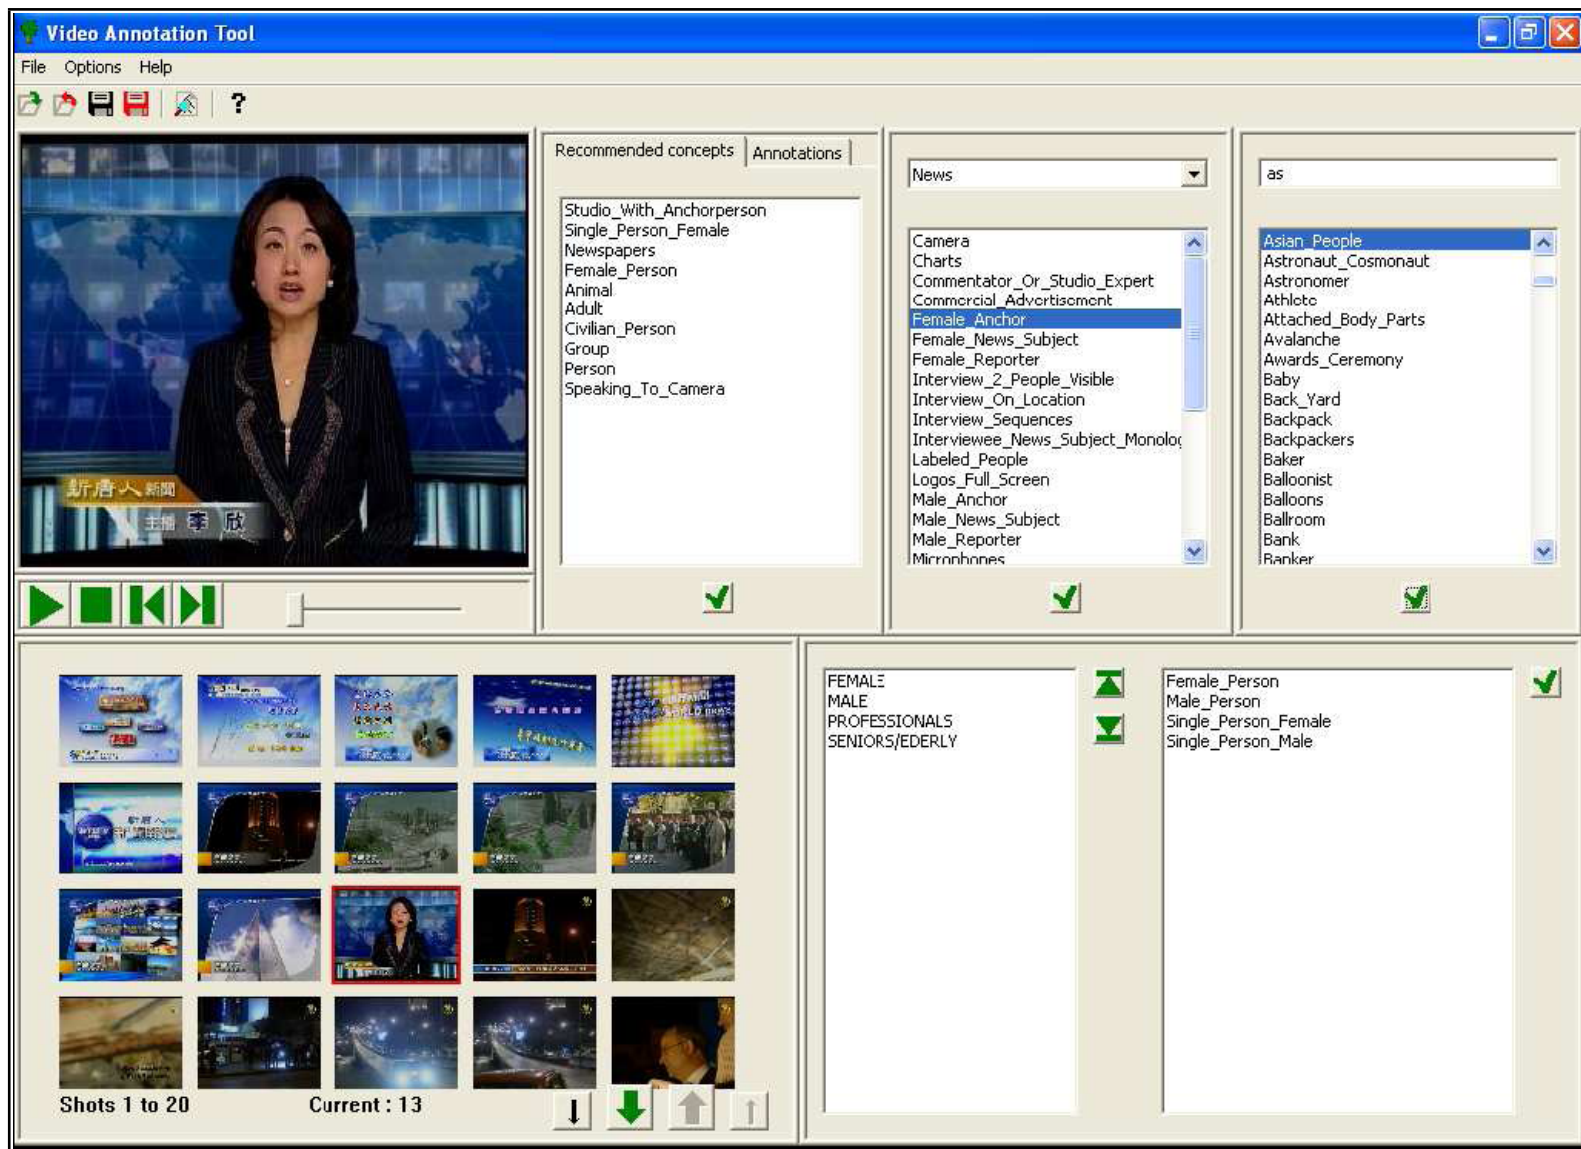 Video Annotation Tool
File Options Help
?
Recommended concepts
Annotations
Studio_With_Anchorperson
Single_Person_Female
Newspapers
Female_Person
Animal
Adult
Civilian_Person
Group
Person
Speaking_To_Camera
News
Camera
Charts
Commentator_Or_Studio_Expert
Commercial_Advertisement
Female_Anchor
Female_News_Subject
Female_Reporter
Interview_2_People_Visible
Interview_On_Location
Interview_Sequences
Interviewee_News_Subject_Monolog
Labeled_People
Logos_Full_Screen
Male_Anchor
Male_News_Subject
Male_Reporter
Microphones
as
Asian_People
Astronaut_Cosmonaut
Astronomer
Athlete
Attached_Body_Parts
Avalanche
Awards_Ceremony
Baby
Back_Yard
Backpack
Backpackers
Baker
Balloonist
Balloons
Ballroom
Bank
Banker
新唐人新聞
主播 李欣
FEMALE
MALE
PROFESSIONALS
SENIORS/EDERLY
Female_Person
Male_Person
Single_Person_Female
Single_Person_Male
Shots 1 to 20
Current : 13